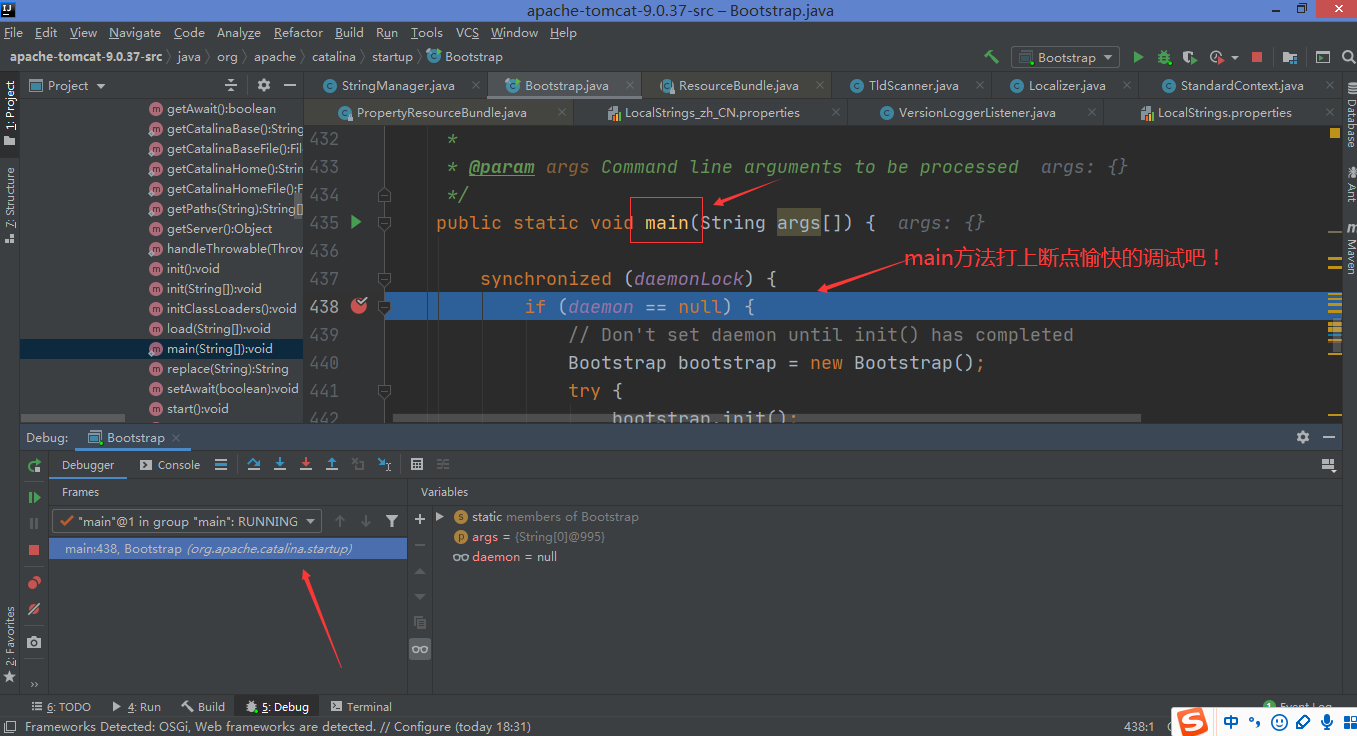 apache-tomcat-9.0.37-src – Bootstrap.java
File Edit View Navigate Code Analyze Refactor Build Run Tools VCS Window Help
apache-tomcat-9.0.37-src java org apache catalina startup Bootstrap
Bootstrap
Project
StringManager.java Bootstrap.java ResourceBundle.java TldScanner.java Localizer.java StandardContext.java
PropertyResourceBundle.java LocalStrings_zh_CN.properties VersionLoggerListener.java LocalStrings.properties
1: Project
7: Structure
2: Favorites
Database
Ant
Maven
getAwait():boolean
getCatalinaBase():String
getCatalinaBaseFile():Fil
getCatalinaHome():String
getCatalinaHomeFile():F
getPaths(String):String[]
getServer():Object
handleThrowable(Throw
init():void
init(String[]):void
initClassLoaders():void
load(String[]):void
main(String[]):void
replace(String):String
setAwait(boolean):void
start():void
432 *
433 * @param args Command line arguments to be processed args: {}
434 */
435 public static void main(String args[]) { args: {}
436
437 synchronized (daemonLock) {
main方法打上断点愉快的调试吧！
438 if (daemon == null) {
439 // Don't set daemon until init() has completed
440 Bootstrap bootstrap = new Bootstrap();
441 try {
442 bootstrap.init();
Debug: Bootstrap
Debugger Console
Frames
Variables
"main"@1 in group "main": RUNNING
main:438, Bootstrap (org.apache.catalina.startup)
static members of Bootstrap
args = {String[0]@995}
daemon = null
6: TODO 4: Run Build 5: Debug Terminal 1 Event Log
Frameworks Detected: OSGi, Web frameworks are detected. // Configure (today 18:31)
438:1
中